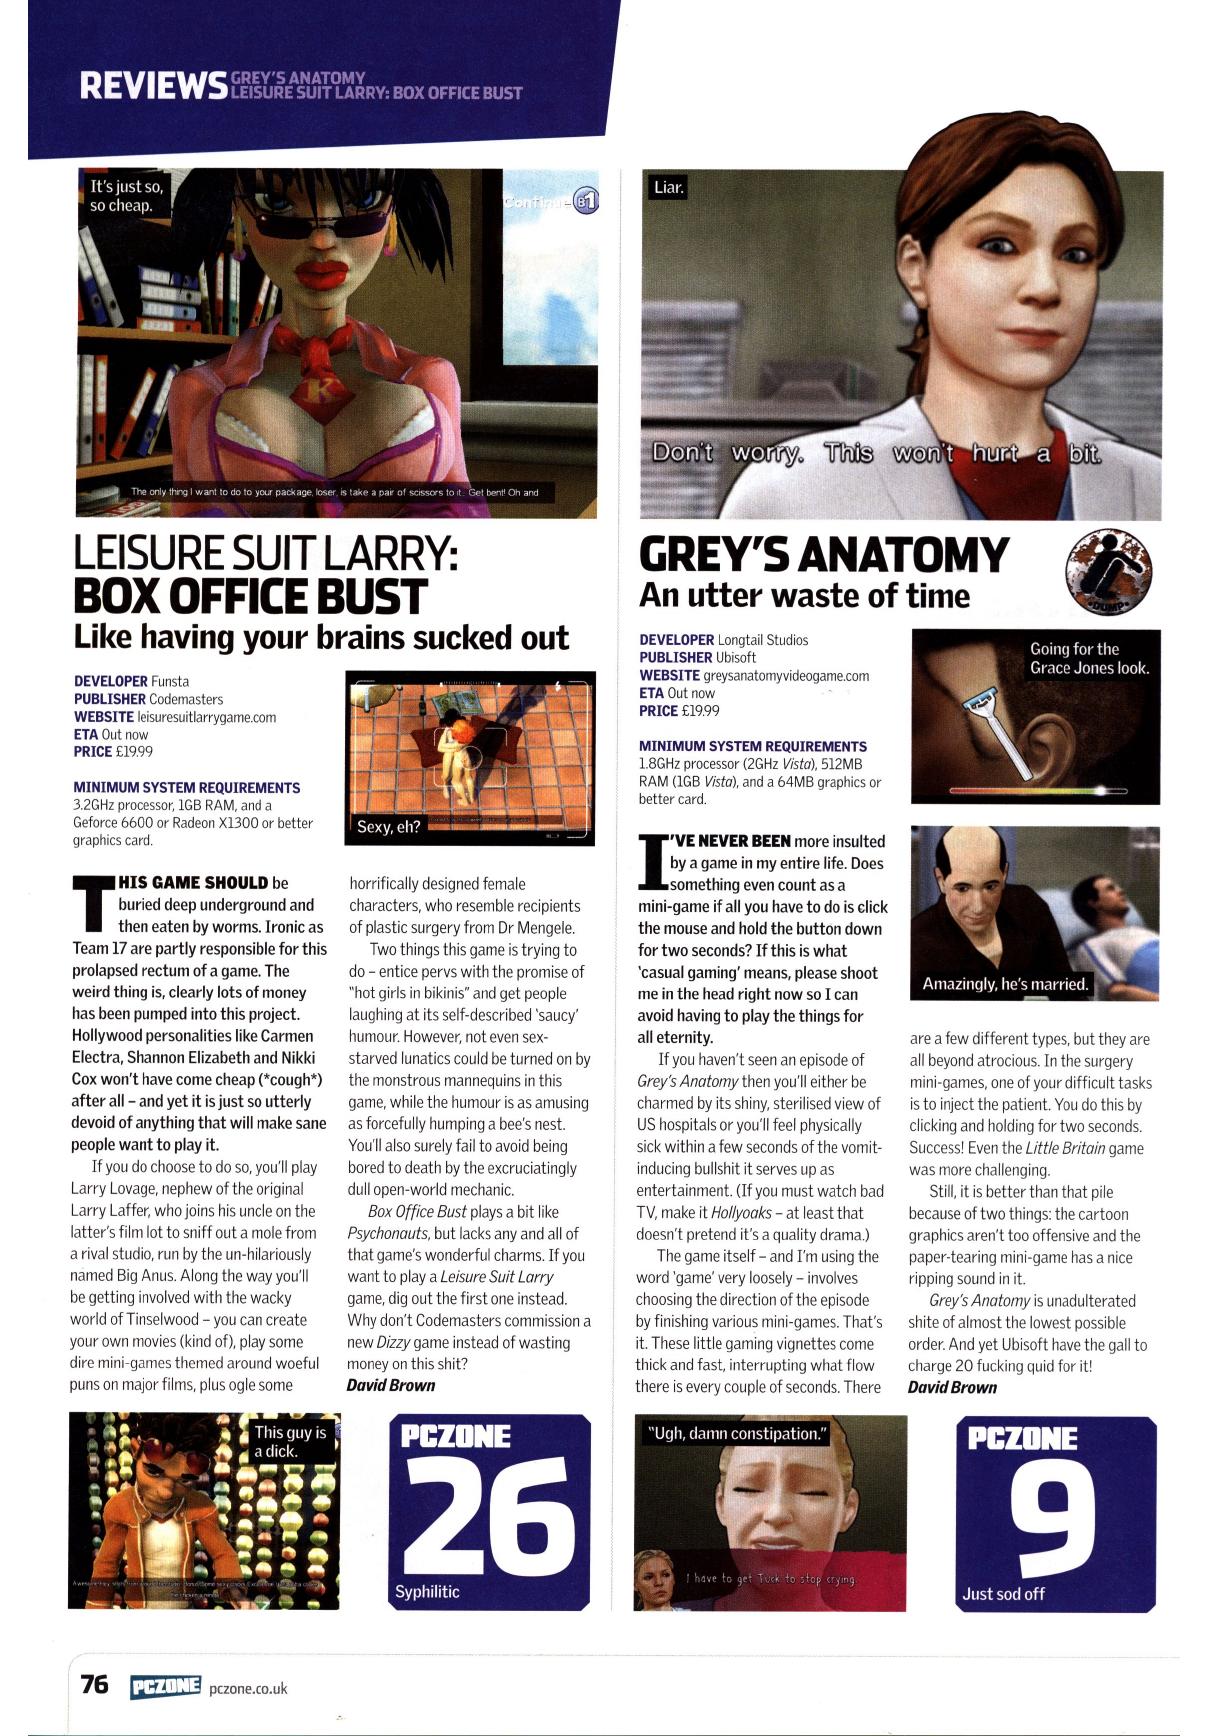 REVIEWS
GREY'S ANATOMY
LEISURE SUIT LARRY: BOX OFFICE BUST
It's just so,
so cheap.
Continue B1
K
The only thing I want to do to your package, loser, is take a pair of scissors to it. Get bent! Oh and
LEISURE SUIT LARRY:
BOX OFFICE BUST
Like having your brains sucked out
DEVELOPER Funsta
PUBLISHER Codemasters
WEBSITE leisuresuitlarrygame.com
ETA Out now
PRICE £19.99
MINIMUM SYSTEM REQUIREMENTS
3.2GHz processor, 1GB RAM, and a
Geforce 6600 or Radeon X1300 or better
graphics card.
Sexy, eh?
THIS GAME SHOULD be
buried deep underground and
then eaten by worms. Ironic as
Team 17 are partly responsible for this
prolapsed rectum of a game. The
weird thing is, clearly lots of money
has been pumped into this project.
Hollywood personalities like Carmen
Electra, Shannon Elizabeth and Nikki
Cox won't have come cheap (*cough*)
after all – and yet it is just so utterly
devoid of anything that will make sane
people want to play it.
If you do choose to do so, you'll play
Larry Lovage, nephew of the original
Larry Laffer, who joins his uncle on the
latter's film lot to sniff out a mole from
a rival studio, run by the un-hilariously
named Big Anus. Along the way you'll
be getting involved with the wacky
world of Tinselwood – you can create
your own movies (kind of), play some
dire mini-games themed around woeful
puns on major films, plus ogle some
horrifically designed female
characters, who resemble recipients
of plastic surgery from Dr Mengele.
Two things this game is trying to
do – entice pervs with the promise of
"hot girls in bikinis" and get people
laughing at its self-described 'saucy'
humour. However, not even sex-
starved lunatics could be turned on by
the monstrous mannequins in this
game, while the humour is as amusing
as forcefully humping a bee's nest.
You'll also surely fail to avoid being
bored to death by the excruciatingly
dull open-world mechanic.
Box Office Bust plays a bit like
Psychonauts, but lacks any and all of
that game's wonderful charms. If you
want to play a Leisure Suit Larry
game, dig out the first one instead.
Why don't Codemasters commission a
new Dizzy game instead of wasting
money on this shit?
David Brown
This guy is
a dick.
PCZONE
26
Syphilitic
Liar.
Don't worry. This won't hurt a bit.
GREY'S ANATOMY
An utter waste of time
DUMP
DEVELOPER Longtail Studios
PUBLISHER Ubisoft
WEBSITE greysanatomyvideogame.com
ETA Out now
PRICE £19.99
MINIMUM SYSTEM REQUIREMENTS
1.8GHz processor (2GHz Vista), 512MB
RAM (1GB Vista), and a 64MB graphics or
better card.
Going for the
Grace Jones look.
Amazingly, he's married.
I'VE NEVER BEEN more insulted
by a game in my entire life. Does
something even count as a
mini-game if all you have to do is click
the mouse and hold the button down
for two seconds? If this is what
'casual gaming' means, please shoot
me in the head right now so I can
avoid having to play the things for
all eternity.
If you haven't seen an episode of
Grey's Anatomy then you'll either be
charmed by its shiny, sterilised view of
US hospitals or you'll feel physically
sick within a few seconds of the vomit-
inducing bullshit it serves up as
entertainment. (If you must watch bad
TV, make it Hollyoaks – at least that
doesn't pretend it's a quality drama.)
The game itself – and I'm using the
word 'game' very loosely – involves
choosing the direction of the episode
by finishing various mini-games. That's
it. These little gaming vignettes come
thick and fast, interrupting what flow
there is every couple of seconds. There
are a few different types, but they are
all beyond atrocious. In the surgery
mini-games, one of your difficult tasks
is to inject the patient. You do this by
clicking and holding for two seconds.
Success! Even the Little Britain game
was more challenging.
Still, it is better than that pile
because of two things: the cartoon
graphics aren't too offensive and the
paper-tearing mini-game has a nice
ripping sound in it.
Grey's Anatomy is unadulterated
shite of almost the lowest possible
order. And yet Ubisoft have the gall to
charge 20 fucking quid for it!
David Brown
"Ugh, damn constipation."
I have to get Tuck to stop crying.
PCZONE
9
Just sod off
76 PCZONE pczone.co.uk